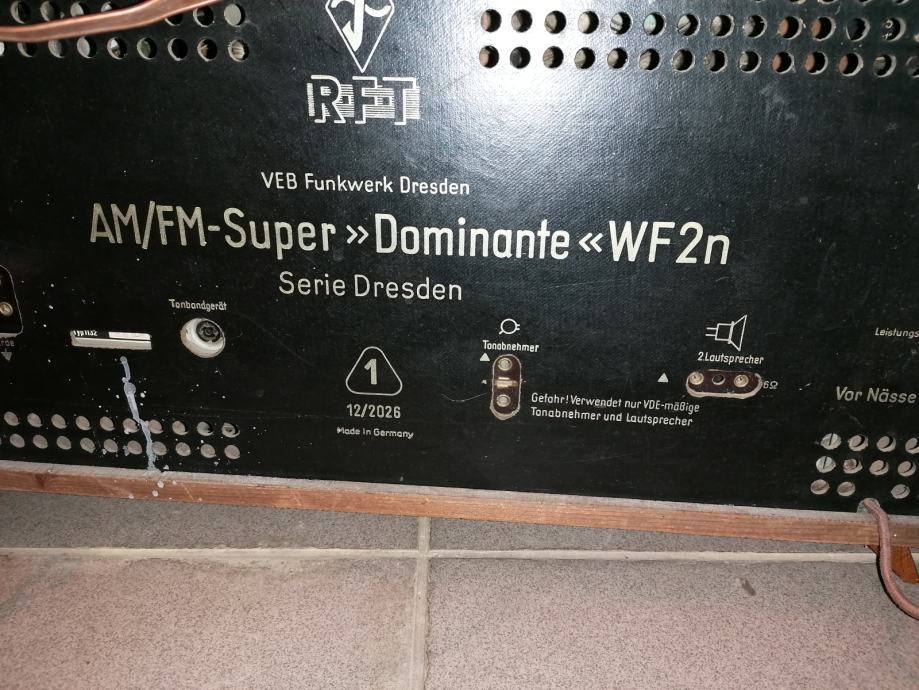 RFT
VEB Funkwerk Dresden
AM/FM-Super »Dominante« WF2n
Serie Dresden
Tonbandgerät
Tonabnehmer
2.Lautsprecher
6Ω
Leistungs
1
12/2026
Made in Germany
Gefahr! Verwendet nur VDE-mäßige
Tonabnehmer und Lautsprecher
Vor Nässe